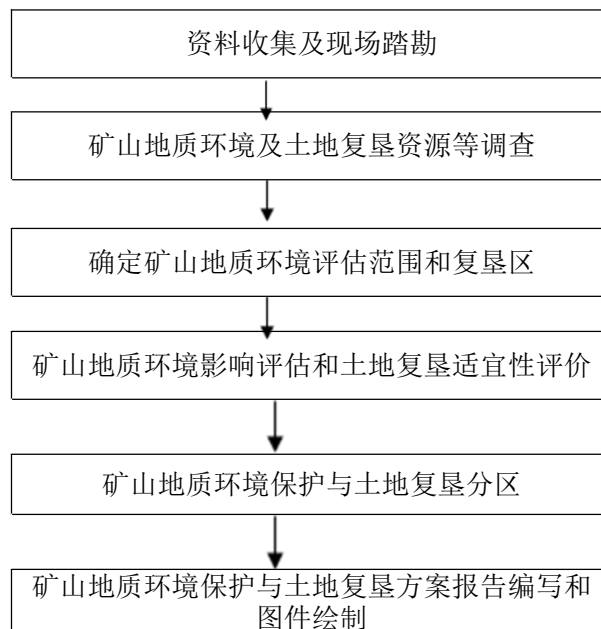 资料收集及现场踏勘
矿山地质环境及土地复垦资源等调查
确定矿山地质环境评估范围和复垦区
矿山地质环境影响评估和土地复垦适宜性评价
矿山地质环境保护与土地复垦分区
矿山地质环境保护与土地复垦方案报告编写和
图件绘制